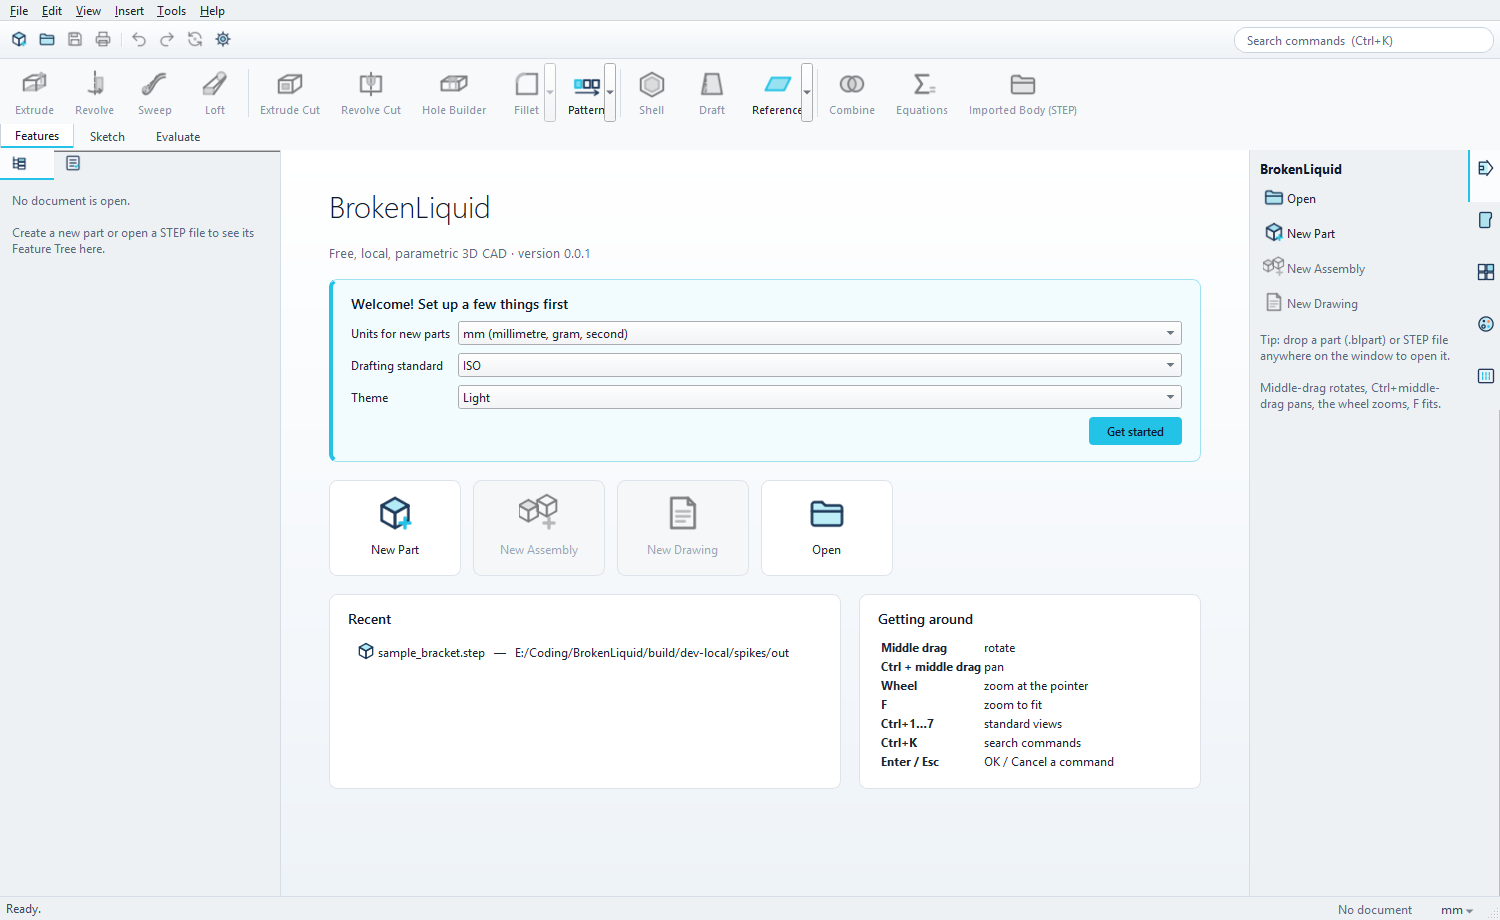 File Edit View Insert Tools Help
Search commands (Ctrl+K)
Extrude Revolve Sweep Loft Extrude Cut Revolve Cut Hole Builder Fillet Pattern Shell Draft Reference Combine Equations Imported Body (STEP)
Features Sketch Evaluate
No document is open.
Create a new part or open a STEP file to see its
Feature Tree here.
BrokenLiquid
Free, local, parametric 3D CAD · version 0.0.1
Welcome! Set up a few things first
Units for new parts mm (millimetre, gram, second)
Drafting standard ISO
Theme Light
Get started
New Part New Assembly New Drawing Open
Recent
sample_bracket.step — E:/Coding/BrokenLiquid/build/dev-local/spikes/out
Getting around
Middle drag rotate
Ctrl + middle drag pan
Wheel zoom at the pointer
F zoom to fit
Ctrl+1...7 standard views
Ctrl+K search commands
Enter / Esc OK / Cancel a command
BrokenLiquid
Open
New Part
New Assembly
New Drawing
Tip: drop a part (.blpart) or STEP file
anywhere on the window to open it.
Middle-drag rotates, Ctrl+middle-
drag pans, the wheel zooms, F fits.
Ready.
No document mm